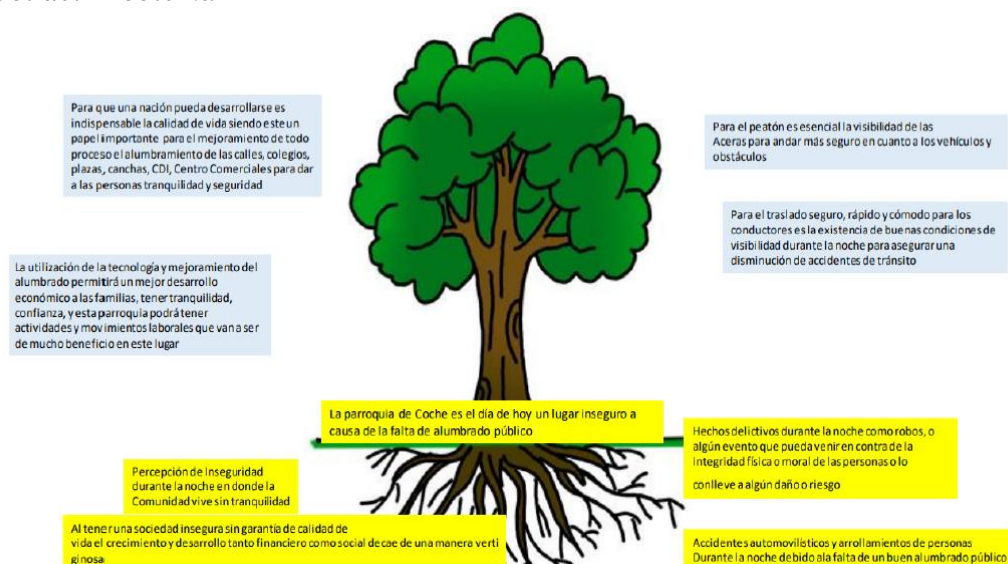 Para que una nación pueda desarrollarse es
indispensable la calidad de vida siendo este un
papel importante para el mejoramiento de todo
proceso el alumbramiento de las calles, colegios,
plazas, canchas, CDI, Centro Comerciales para dar
a las personas tranquilidad y seguridad
Para el peatón es esencial la visibilidad de las
Aceras para andar más seguro en cuanto a los vehículos y
obstáculos
Para el traslado seguro, rápido y cómodo para los
conductores es la existencia de buenas condiciones de
visibilidad durante la noche para asegurar una
disminución de accidentes de tránsito
La utilización de la tecnología y mejoramiento del
alumbrado permitirá un mejor desarrollo
económico a las familias, tener tranquilidad,
confianza, y esta parroquia podrá tener
actividades y movimientos laborales que van a ser
de mucho beneficio en este lugar
La parroquia de Coche es el día de hoy un lugar inseguro a
causa de la falta de alumbrado público
Hechos delictivos durante la noche como robos, o
algún evento que pueda venir en contra de la
integridad física o moral de las personas o lo
conlleve a algún daño o riesgo
Percepción de Inseguridad
durante la noche en donde la
Comunidad vive sin tranquilidad
Al tener una sociedad insegura sin garantía de calidad de
vida el crecimiento y desarrollo tanto financiero como social decae de una manera verti
ginosa
Accidentes automovilísticos y arrollamientos de personas
Durante la noche debido ala falta de un buen alumbrado público